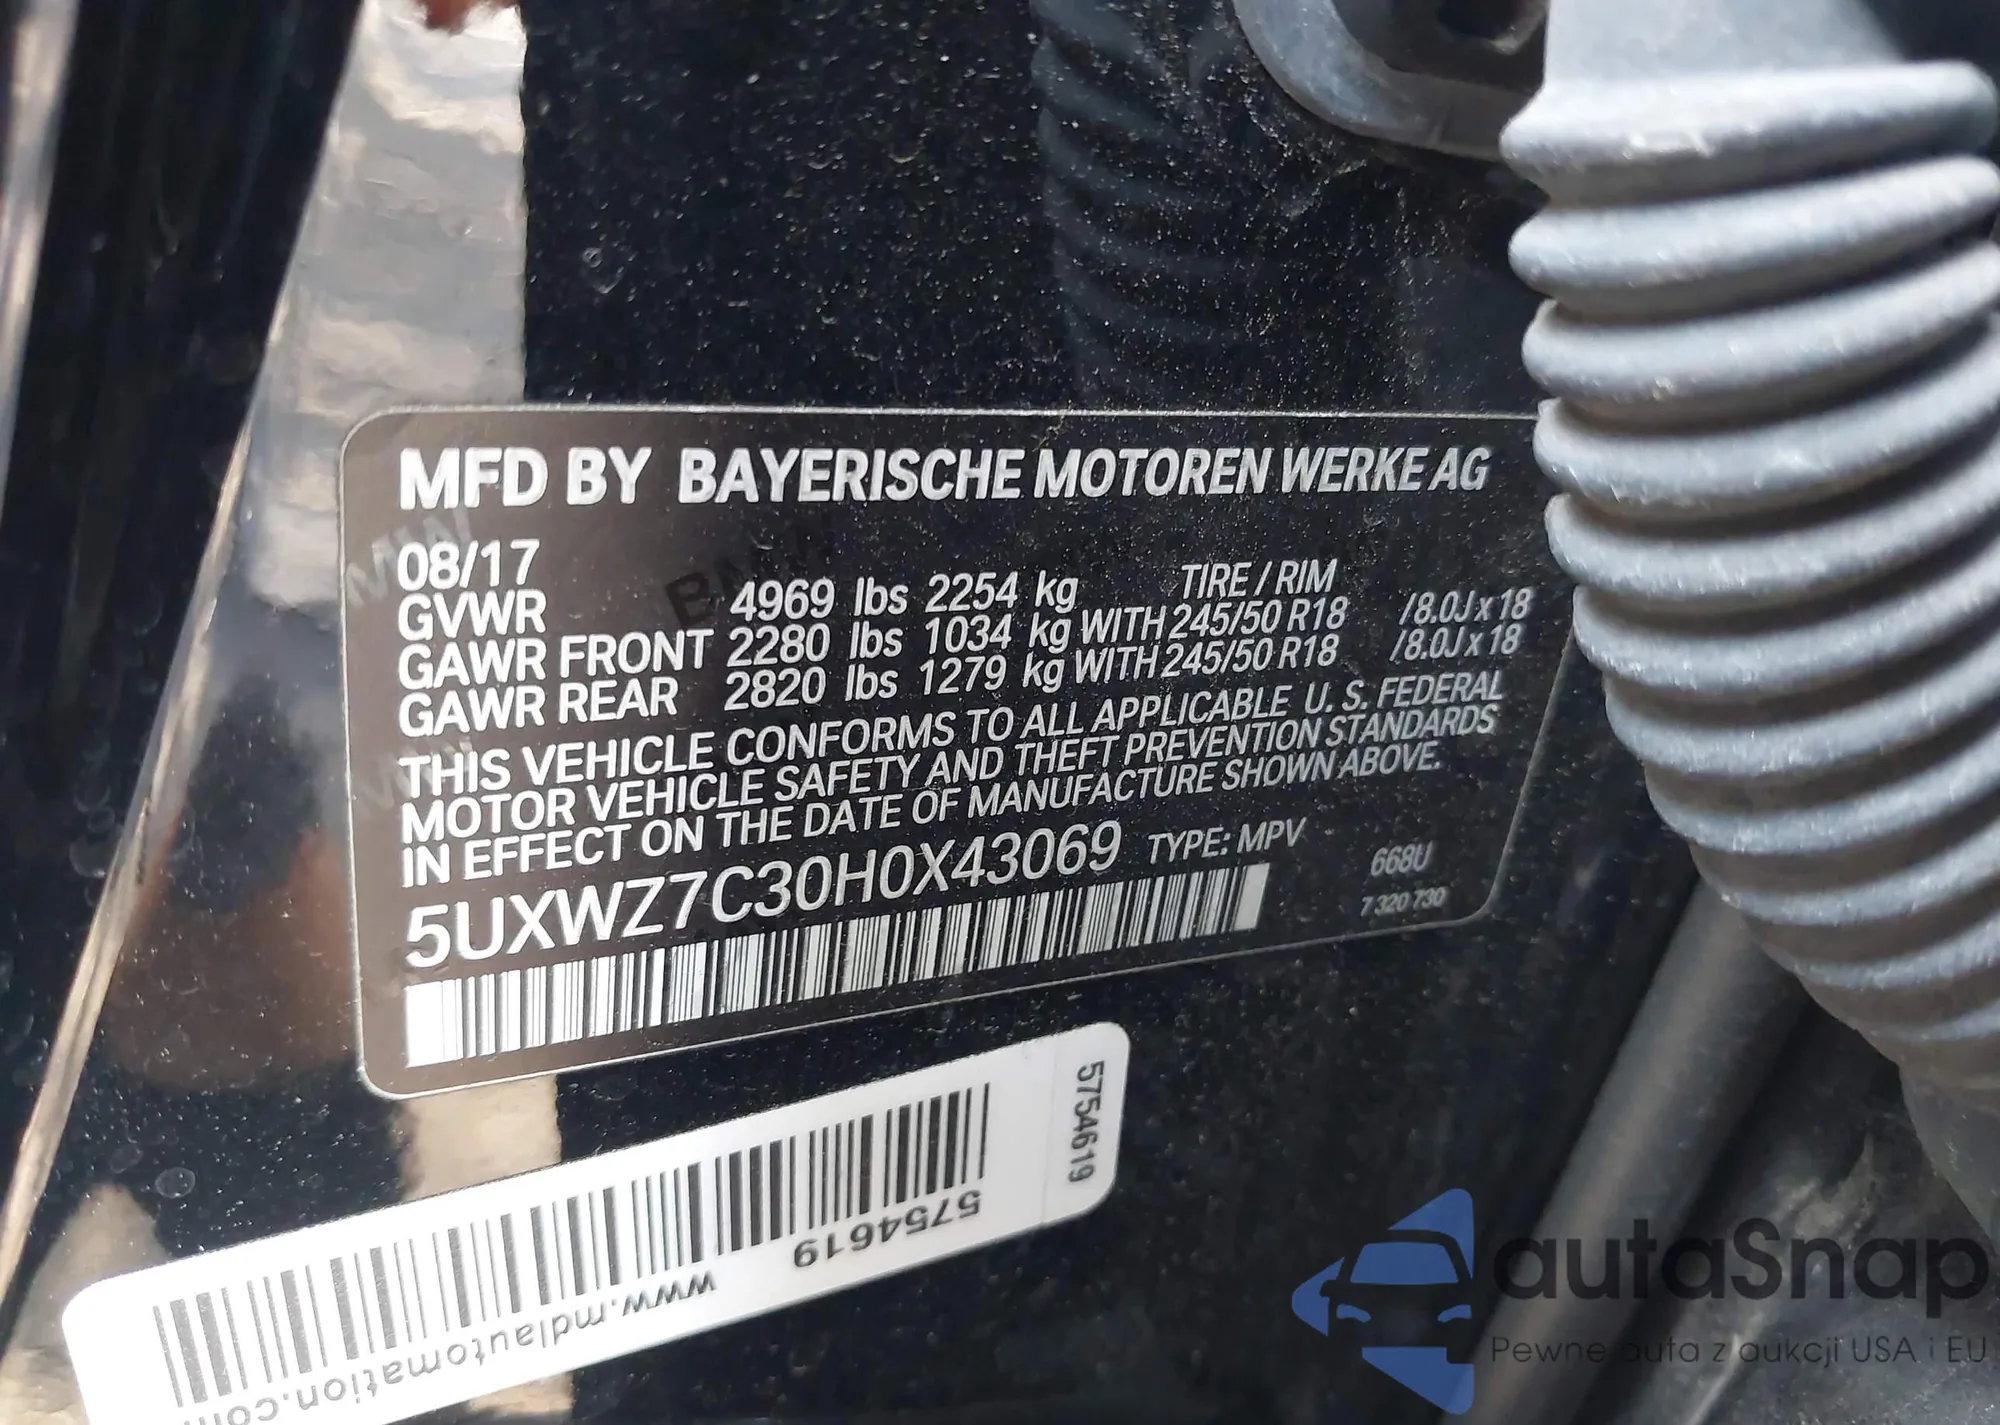 MFD BY BAYERISCHE MOTOREN WERKE AG
08/17
TIRE / RIM
GVWR 4969 lbs 2254 kg
GAWR FRONT 2280 lbs 1034 kg WITH 245/50 R18 /8.0J x 18
GAWR REAR 2820 lbs 1279 kg WITH 245/50 R18 /8.0J x 18
THIS VEHICLE CONFORMS TO ALL APPLICABLE U. S. FEDERAL
MOTOR VEHICLE SAFETY AND THEFT PREVENTION STANDARDS
IN EFFECT ON THE DATE OF MANUFACTURE SHOWN ABOVE.
5UXWZ7C30H0X43069 TYPE: MPV 668U
7 320 730
BMW
5754619
5754619
5754619
www.mdlautomation.com
autaSnap
Pewne auta z aukcji USA i EU